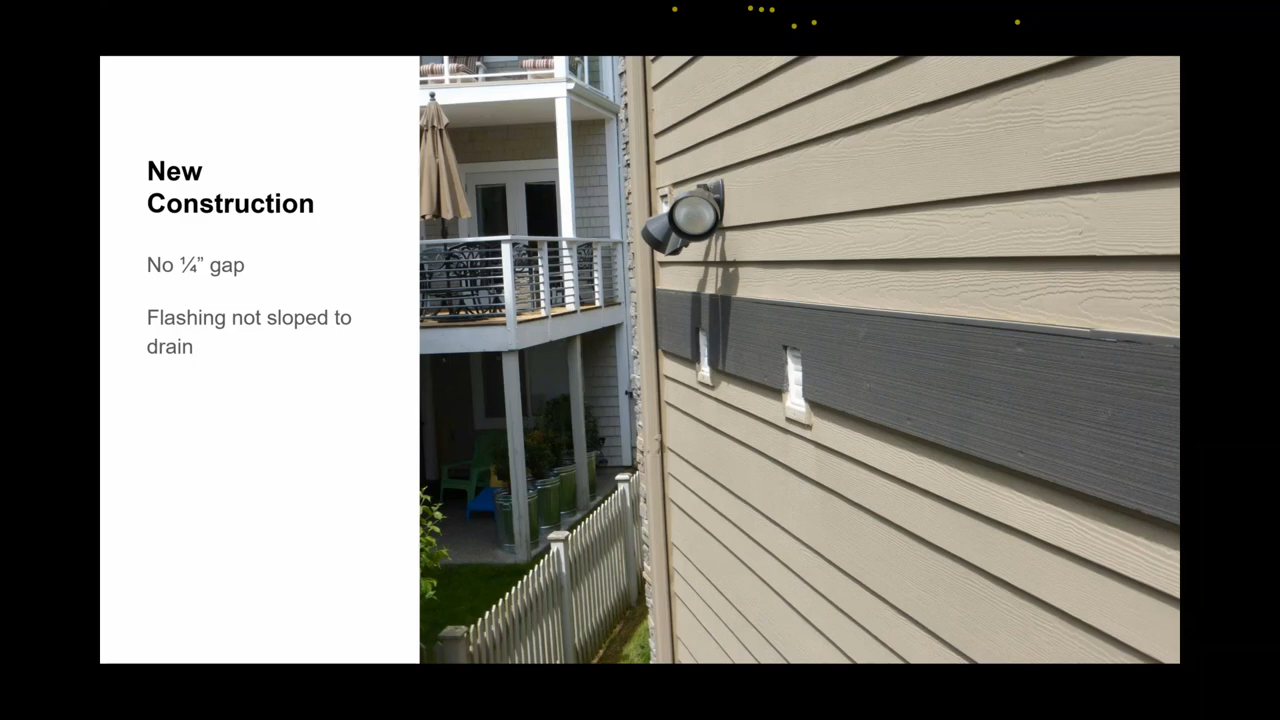 New
Construction
No ¼” gap
Flashing not sloped to
drain